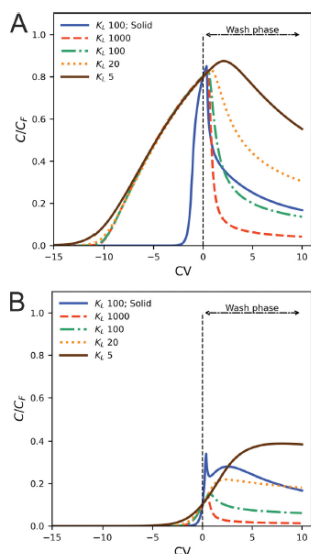 A
Wash phase
K_L 100; Solid
K_L 1000
K_L 100
K_L 20
K_L 5
C/C_F
1.0
0.8
0.6
0.4
0.2
0.0
−15 −10 −5 0 5 10
CV
B
Wash phase
K_L 100; Solid
K_L 1000
K_L 100
K_L 20
K_L 5
C/C_F
1.0
0.8
0.6
0.4
0.2
0.0
−15 −10 −5 0 5 10
CV